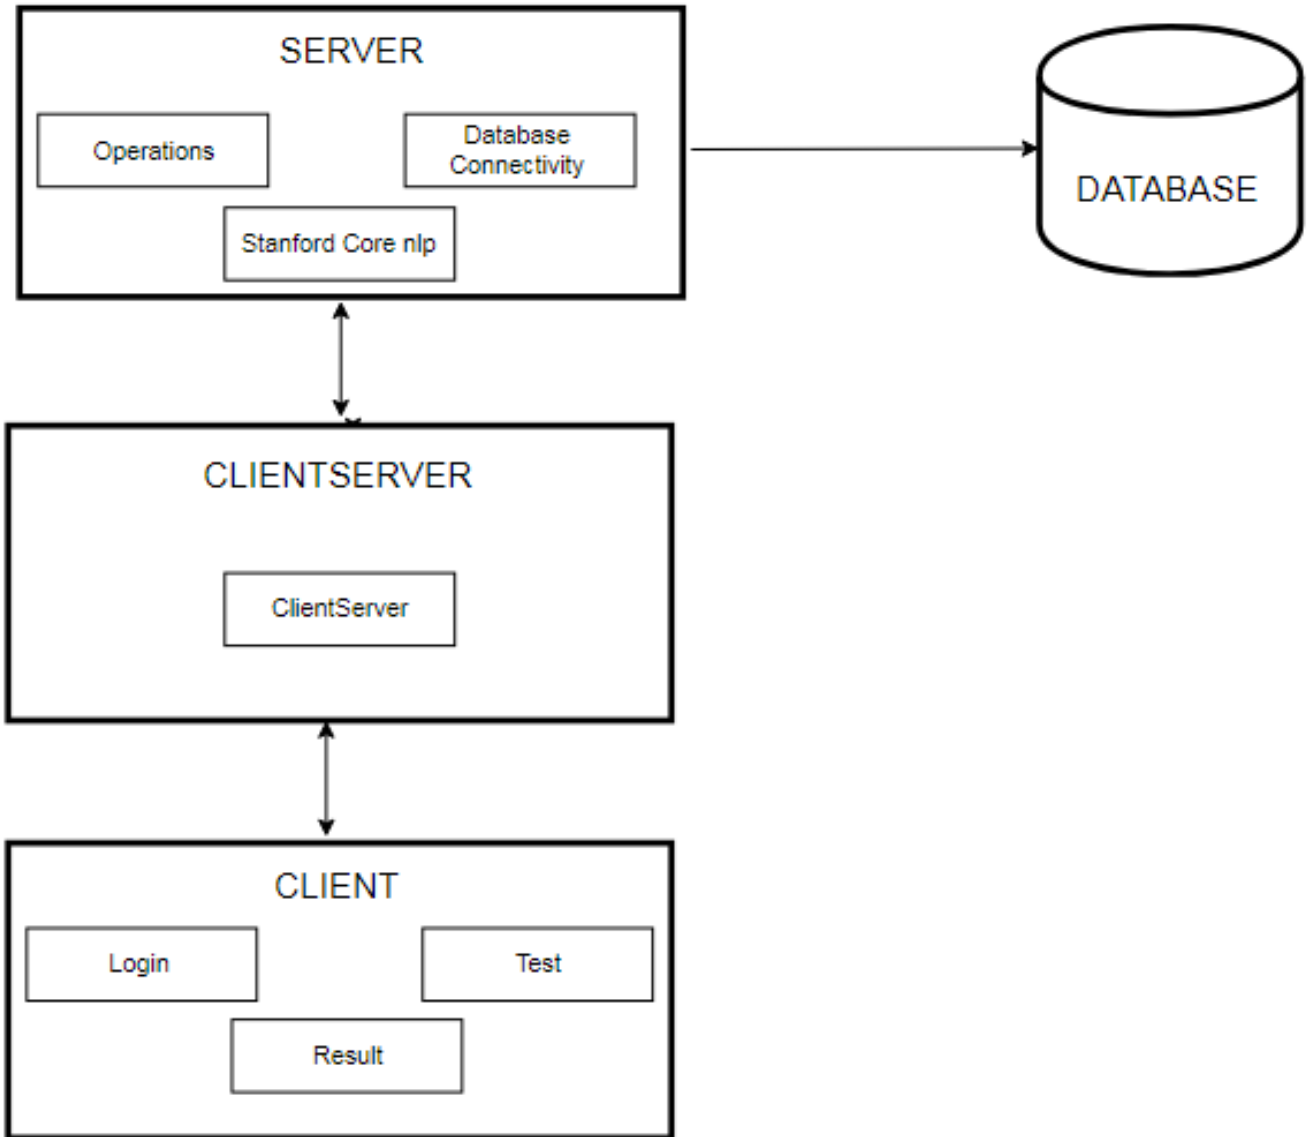 SERVER
Operations
Database
Connectivity
Stanford Core nlp
DATABASE
CLIENTSERVER
ClientServer
CLIENT
Login
Test
Result